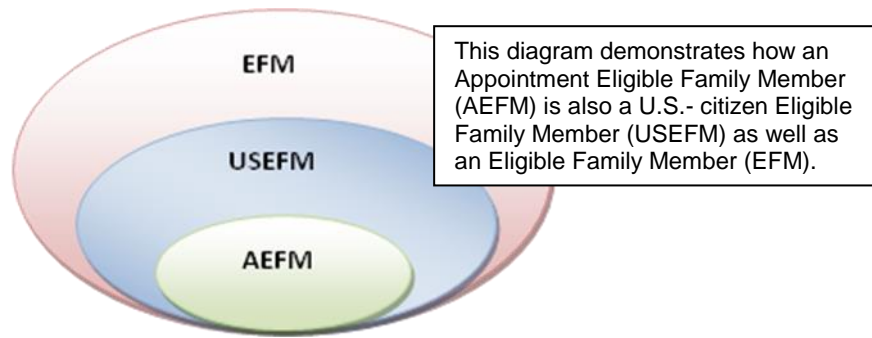 EFM
This diagram demonstrates how an
Appointment Eligible Family Member
(AEFM) is also a U.S.- citizen Eligible
Family Member (USEFM) as well as
an Eligible Family Member (EFM).
USEFM
AEFM